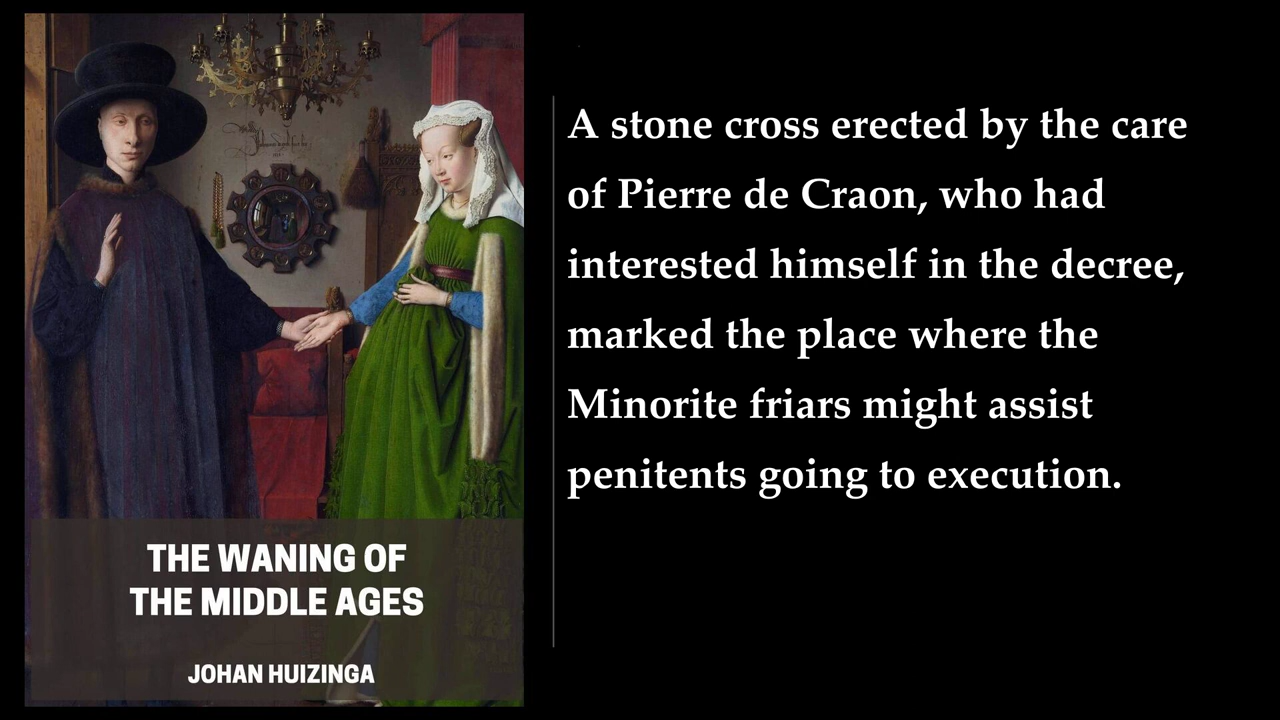 THE WANING OF
THE MIDDLE AGES
JOHAN HUIZINGA
A stone cross erected by the care
of Pierre de Craon, who had
interested himself in the decree,
marked the place where the
Minorite friars might assist
penitents going to execution.